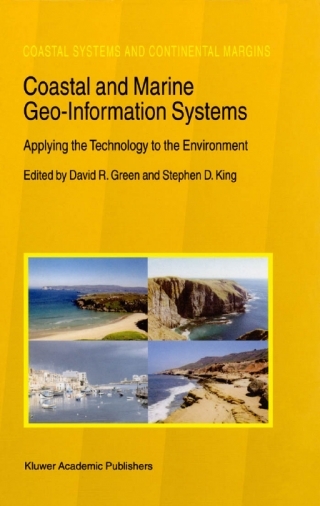 COASTAL SYSTEMS AND CONTINENTAL MARGINS
Coastal and Marine
Geo-Information Systems
Applying the Technology to the Environment
Edited by David R. Green and Stephen D. King
Kluwer Academic Publishers